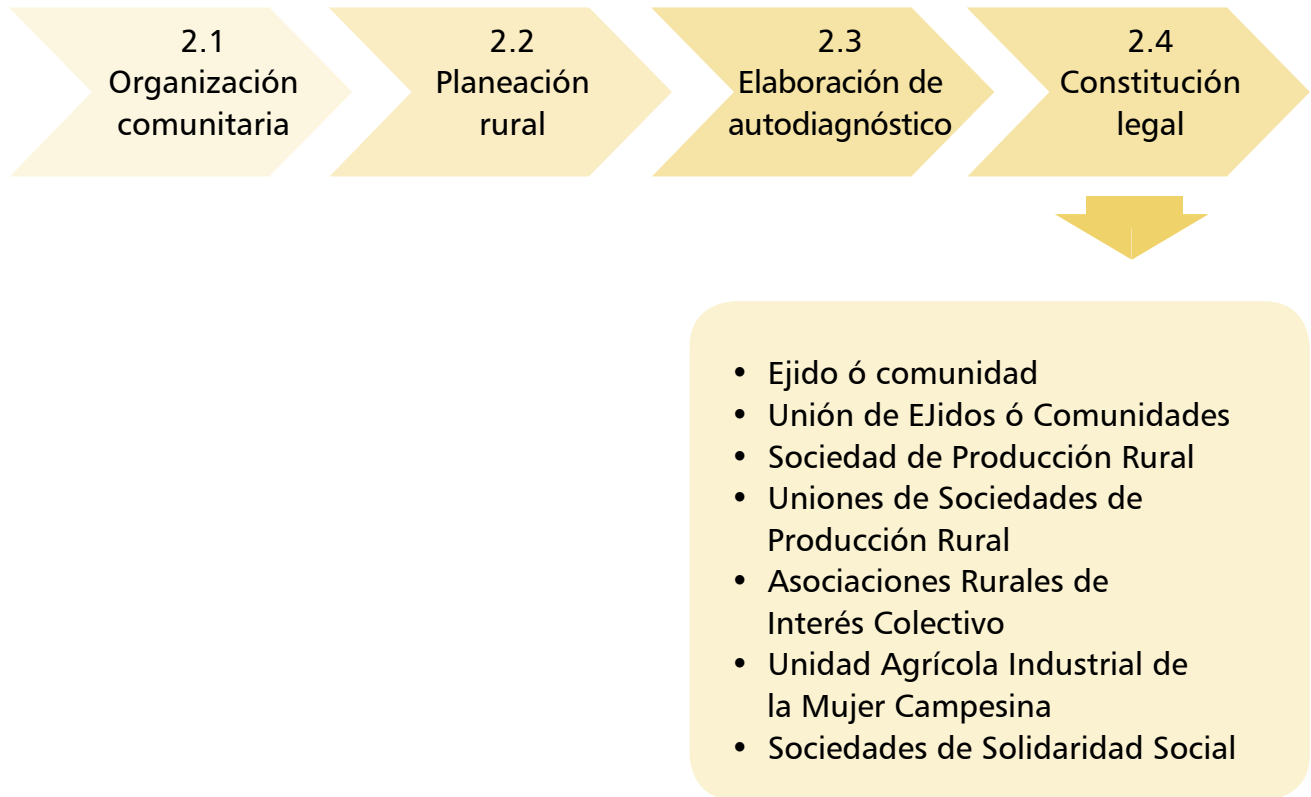 2.1
Organización
comunitaria
2.2
Planeación
rural
2.3
Elaboración de
autodiagnóstico
2.4
Constitución
legal
• Ejido ó comunidad
• Unión de EJidos ó Comunidades
• Sociedad de Producción Rural
• Uniones de Sociedades de
Producción Rural
• Asociaciones Rurales de
Interés Colectivo
• Unidad Agrícola Industrial de
la Mujer Campesina
• Sociedades de Solidaridad Social